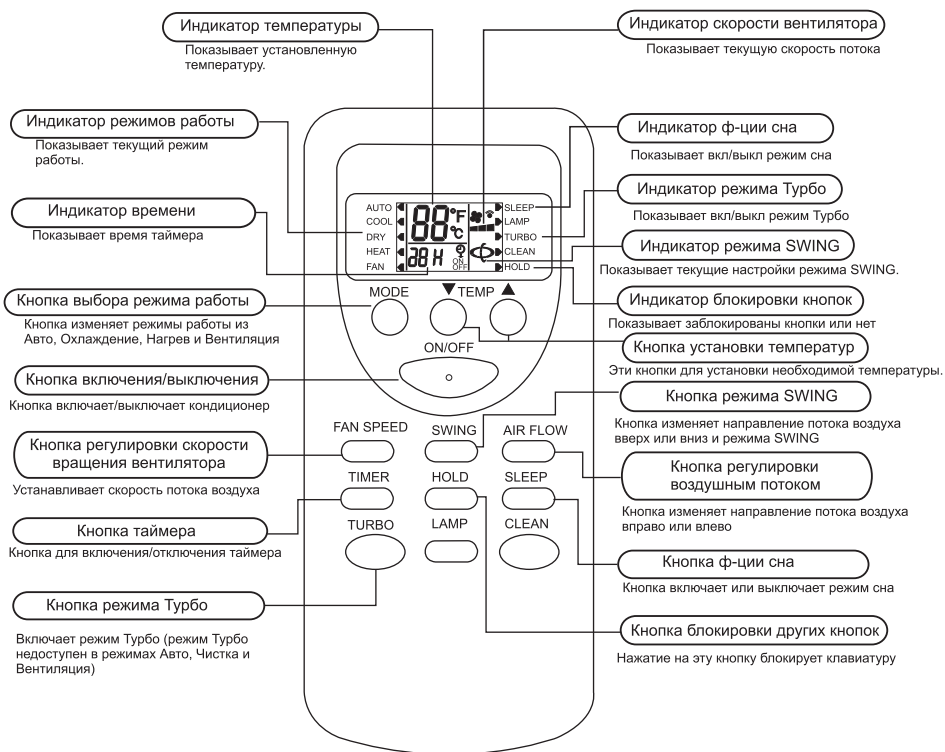 Индикатор температуры
Показывает установленную
температуру.
Индикатор скорости вентилятора
Показывает текущую скорость потока
Индикатор режимов работы
Показывает текущий режим
работы.
Индикатор времени
Показывает время таймера
Кнопка выбора режима работы
Кнопка изменяет режимы работы из
Авто, Охлаждение, Нагрев и Вентиляция
Кнопка включения/выключения
Кнопка включает/выключает кондиционер
Кнопка регулировки скорости
вращения вентилятора
Устанавливает скорость потока воздуха
Кнопка таймера
Кнопка для включения/отключения таймера
Кнопка режима Турбо
Включает режим Турбо (режим Турбо
недоступен в режимах Авто, Чистка и
Вентиляция)
AUTO
COOL
DRY
HEAT
FAN
88°F
°C
38H
ON
OFF
SLEEP
LAMP
TURBO
CLEAN
HOLD
MODE
▼TEMP▲
ON/OFF
FAN SPEED
SWING
AIR FLOW
TIMER
HOLD
SLEEP
TURBO
LAMP
CLEAN
Индикатор ф-ции сна
Показывает вкл/выкл режим сна
Индикатор режима Турбо
Показывает вкл/выкл режим Турбо
Индикатор режима SWING
Показывает текущие настройки режима SWING.
Индикатор блокировки кнопок
Показывает заблокированы кнопки или нет
Кнопка установки температур
Эти кнопки для установки необходимой температуры.
Кнопка режима SWING
Кнопка изменяет направление потока воздуха
вверх или вниз и режима SWING
Кнопка регулировки
воздушным потоком
Кнопка изменяет направление потока воздуха
вправо или влево
Кнопка ф-ции сна
Кнопка включает или выключает режим сна
Кнопка блокировки других кнопок
Нажатие на эту кнопку блокирует клавиатуру